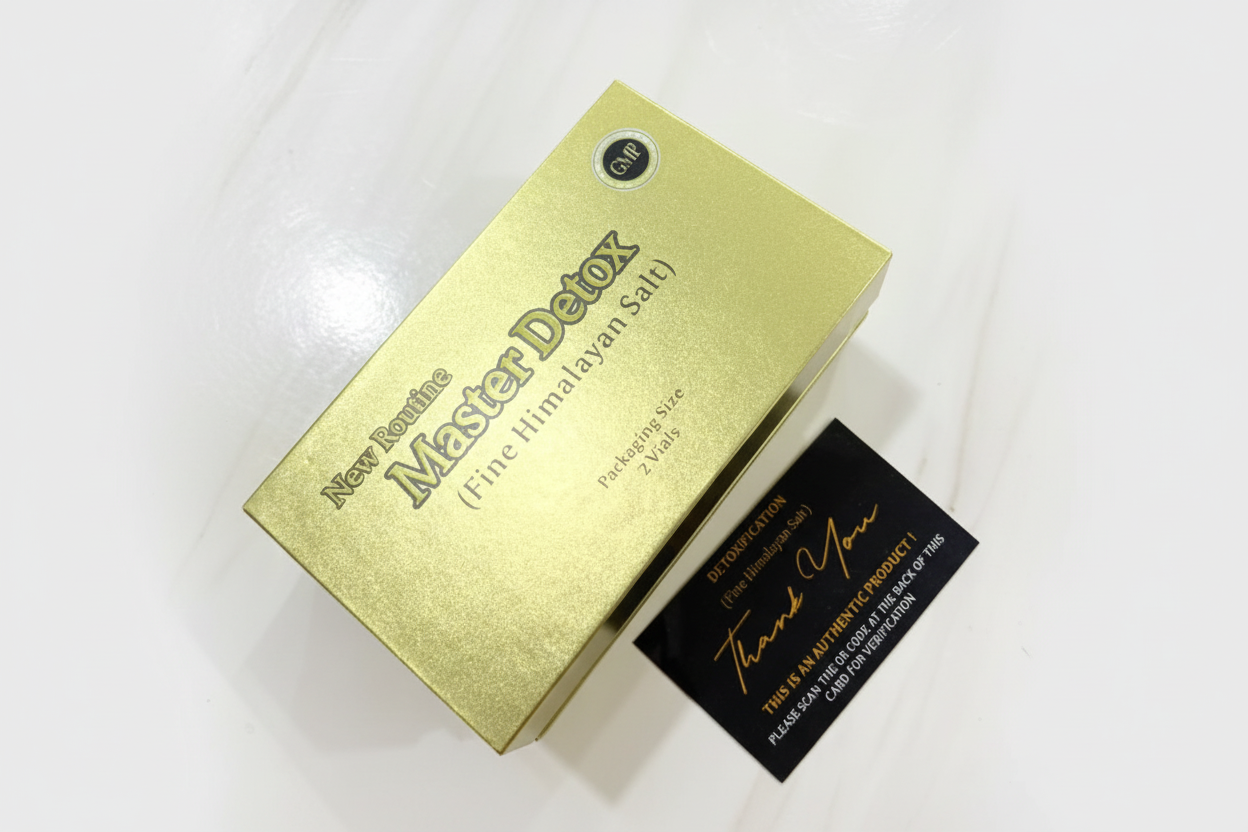 GMP
New Routine
Master Detox
(Fine Himalayan Salt)
Packaging Size
2 Vials
DETOXIFICATION
(Fine Himalayan Salt)
Thank You
THIS IS AN AUTHENTIC PRODUCT !
PLEASE SCAN THE QR CODE AT THE BACK OF THIS
CARD FOR VERIFICATION